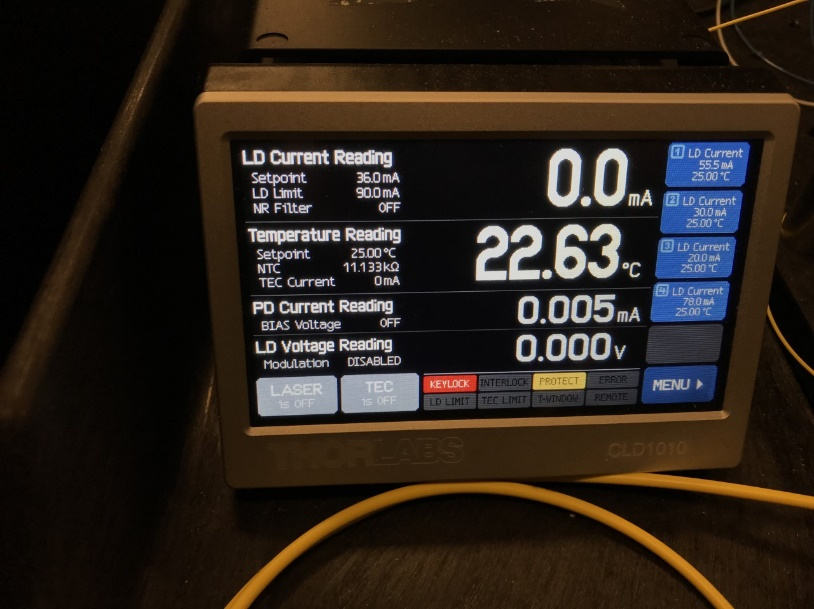 LD Current Reading
Setpoint 36.0 mA
LD Limit 90.0 mA
NR Filter OFF
0.0 mA
Temperature Reading
Setpoint 25.00 °C
NTC 11.133 kΩ
TEC Current 0 mA
22.63 °C
PD Current Reading
BIAS Voltage OFF
0.005 mA
LD Voltage Reading
Modulation DISABLED
0.000 V
1 LD Current
55.5 mA
25.00 °C
2 LD Current
30.0 mA
25.00 °C
3 LD Current
20.0 mA
25.00 °C
4 LD Current
78.0 mA
25.00 °C
LASER
is OFF
TEC
is OFF
KEYLOCK INTERLOCK PROTECT ERROR
LD LIMIT TEC LIMIT T-WINDOW REMOTE
MENU
THORLABS
CLD1010